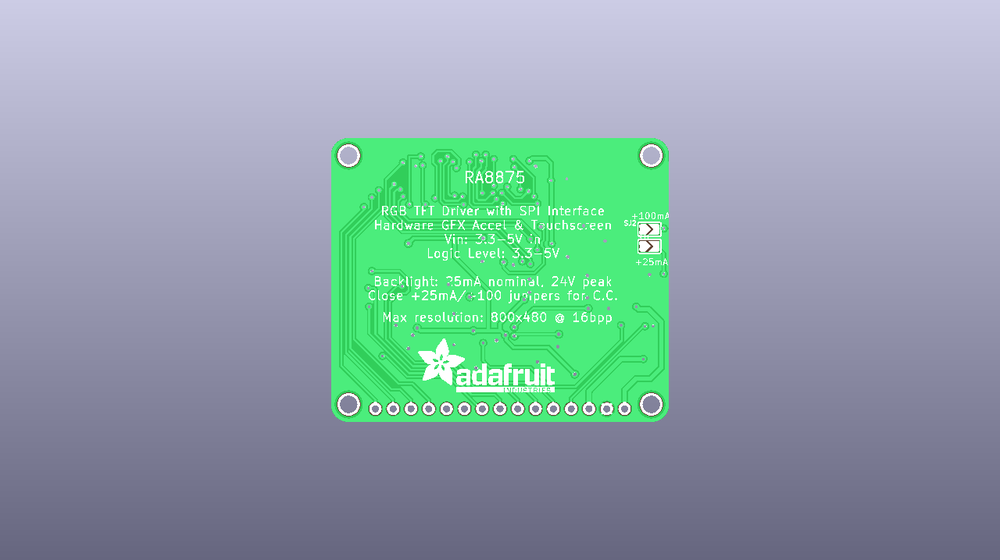 RA8875
RGB TFT Driver with SPI Interface
Hardware GFX Accel & Touchscreen
Vin: 3.3-5V in
Logic Level: 3.3-5V
Backlight: 25mA nominal, 24V peak
Close +25mA/+100 jumpers for C.C.
Max resolution: 800x480 @ 16bpp
+100mA
SJ2
+25mA
adafruit
INDUSTRIES